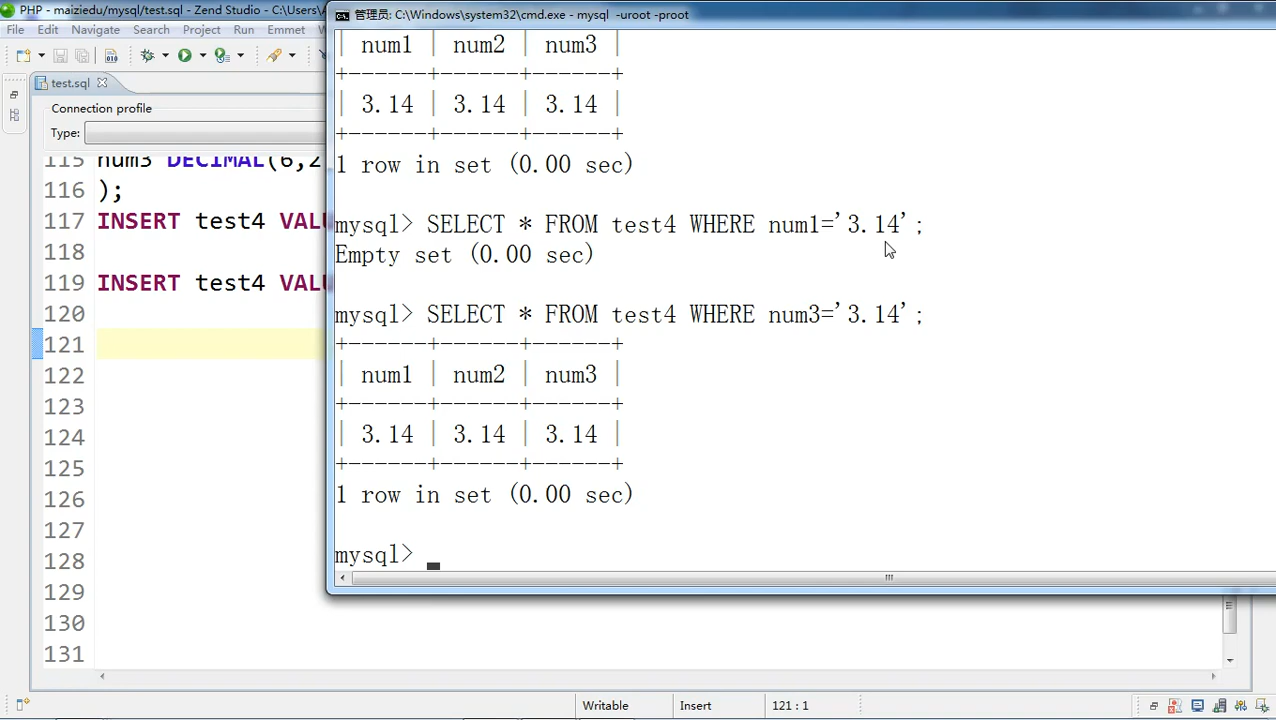 PHP - maiziedu/mysql/test.sql - Zend Studio - C:\Users\
File Edit Navigate Search Project Run Emmet
test.sql
Connection profile
Type:
115 num3 DECIMAL(6,2
116 );
117 INSERT test4 VALU
118
119 INSERT test4 VALU
120
121
122
123
124
125
126
127
128
129
130
131
管理员: C:\Windows\system32\cmd.exe - mysql -uroot -proot
| num1 | num2 | num3 |
+------+------+------+
| 3.14 | 3.14 | 3.14 |
+------+------+------+
1 row in set (0.00 sec)
mysql> SELECT * FROM test4 WHERE num1='3.14';
Empty set (0.00 sec)
mysql> SELECT * FROM test4 WHERE num3='3.14';
+------+------+------+
| num1 | num2 | num3 |
+------+------+------+
| 3.14 | 3.14 | 3.14 |
+------+------+------+
1 row in set (0.00 sec)
mysql>
Writable Insert 121 : 1